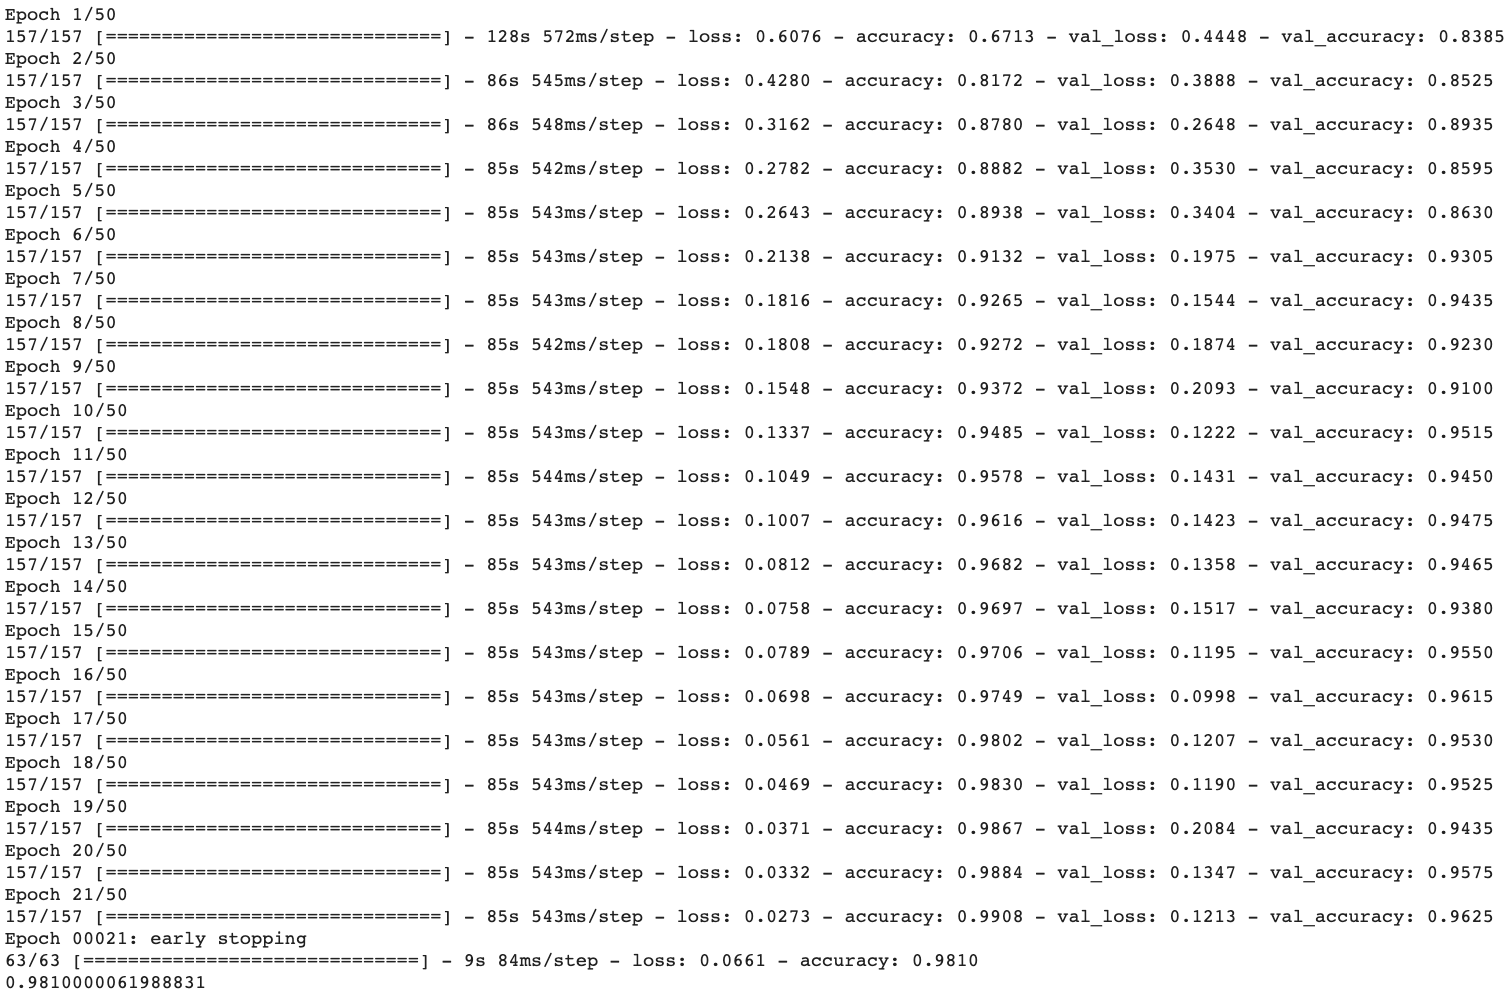 Epoch 1/50
157/157 [==============================] - 128s 572ms/step - loss: 0.6076 - accuracy: 0.6713 - val_loss: 0.4448 - val_accuracy: 0.8385
Epoch 2/50
157/157 [==============================] - 86s 545ms/step - loss: 0.4280 - accuracy: 0.8172 - val_loss: 0.3888 - val_accuracy: 0.8525
Epoch 3/50
157/157 [==============================] - 86s 548ms/step - loss: 0.3162 - accuracy: 0.8780 - val_loss: 0.2648 - val_accuracy: 0.8935
Epoch 4/50
157/157 [==============================] - 85s 542ms/step - loss: 0.2782 - accuracy: 0.8882 - val_loss: 0.3530 - val_accuracy: 0.8595
Epoch 5/50
157/157 [==============================] - 85s 543ms/step - loss: 0.2643 - accuracy: 0.8938 - val_loss: 0.3404 - val_accuracy: 0.8630
Epoch 6/50
157/157 [==============================] - 85s 543ms/step - loss: 0.2138 - accuracy: 0.9132 - val_loss: 0.1975 - val_accuracy: 0.9305
Epoch 7/50
157/157 [==============================] - 85s 543ms/step - loss: 0.1816 - accuracy: 0.9265 - val_loss: 0.1544 - val_accuracy: 0.9435
Epoch 8/50
157/157 [==============================] - 85s 542ms/step - loss: 0.1808 - accuracy: 0.9272 - val_loss: 0.1874 - val_accuracy: 0.9230
Epoch 9/50
157/157 [==============================] - 85s 543ms/step - loss: 0.1548 - accuracy: 0.9372 - val_loss: 0.2093 - val_accuracy: 0.9100
Epoch 10/50
157/157 [==============================] - 85s 543ms/step - loss: 0.1337 - accuracy: 0.9485 - val_loss: 0.1222 - val_accuracy: 0.9515
Epoch 11/50
157/157 [==============================] - 85s 544ms/step - loss: 0.1049 - accuracy: 0.9578 - val_loss: 0.1431 - val_accuracy: 0.9450
Epoch 12/50
157/157 [==============================] - 85s 543ms/step - loss: 0.1007 - accuracy: 0.9616 - val_loss: 0.1423 - val_accuracy: 0.9475
Epoch 13/50
157/157 [==============================] - 85s 543ms/step - loss: 0.0812 - accuracy: 0.9682 - val_loss: 0.1358 - val_accuracy: 0.9465
Epoch 14/50
157/157 [==============================] - 85s 543ms/step - loss: 0.0758 - accuracy: 0.9697 - val_loss: 0.1517 - val_accuracy: 0.9380
Epoch 15/50
157/157 [==============================] - 85s 543ms/step - loss: 0.0789 - accuracy: 0.9706 - val_loss: 0.1195 - val_accuracy: 0.9550
Epoch 16/50
157/157 [==============================] - 85s 543ms/step - loss: 0.0698 - accuracy: 0.9749 - val_loss: 0.0998 - val_accuracy: 0.9615
Epoch 17/50
157/157 [==============================] - 85s 543ms/step - loss: 0.0561 - accuracy: 0.9802 - val_loss: 0.1207 - val_accuracy: 0.9530
Epoch 18/50
157/157 [==============================] - 85s 543ms/step - loss: 0.0469 - accuracy: 0.9830 - val_loss: 0.1190 - val_accuracy: 0.9525
Epoch 19/50
157/157 [==============================] - 85s 544ms/step - loss: 0.0371 - accuracy: 0.9867 - val_loss: 0.2084 - val_accuracy: 0.9435
Epoch 20/50
157/157 [==============================] - 85s 543ms/step - loss: 0.0332 - accuracy: 0.9884 - val_loss: 0.1347 - val_accuracy: 0.9575
Epoch 21/50
157/157 [==============================] - 85s 543ms/step - loss: 0.0273 - accuracy: 0.9908 - val_loss: 0.1213 - val_accuracy: 0.9625
Epoch 00021: early stopping
63/63 [==============================] - 9s 84ms/step - loss: 0.0661 - accuracy: 0.9810
0.9810000061988831